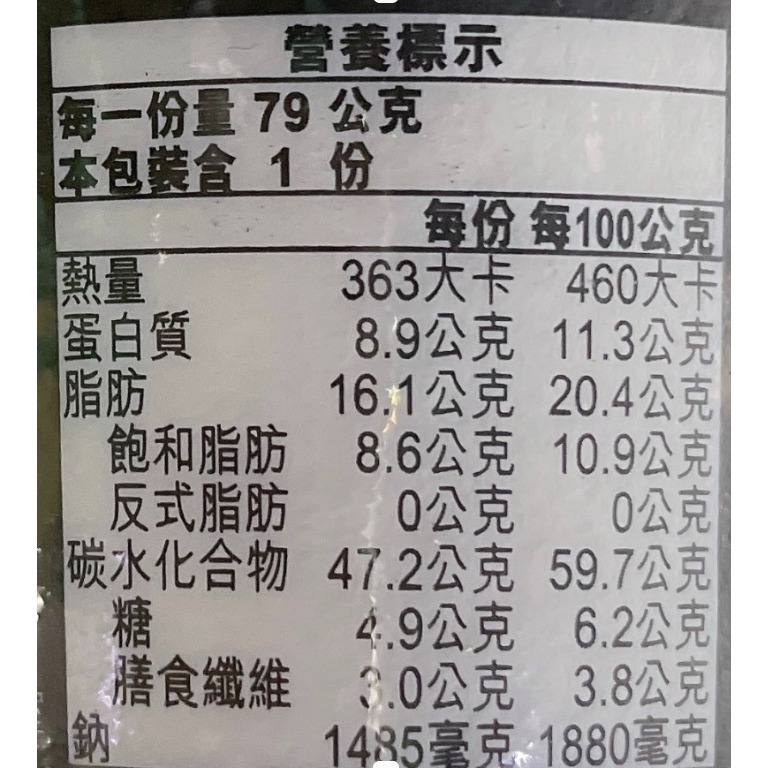 營養標示
每一份量 79 公克
本包裝含 1 份
每份 每100公克
熱量 363大卡 460大卡
蛋白質 8.9公克 11.3公克
脂肪 16.1公克 20.4公克
飽和脂肪 8.6公克 10.9公克
反式脂肪 0公克 0公克
碳水化合物 47.2公克 59.7公克
糖 4.9公克 6.2公克
膳食纖維 3.0公克 3.8公克
鈉 1485毫克 1880毫克